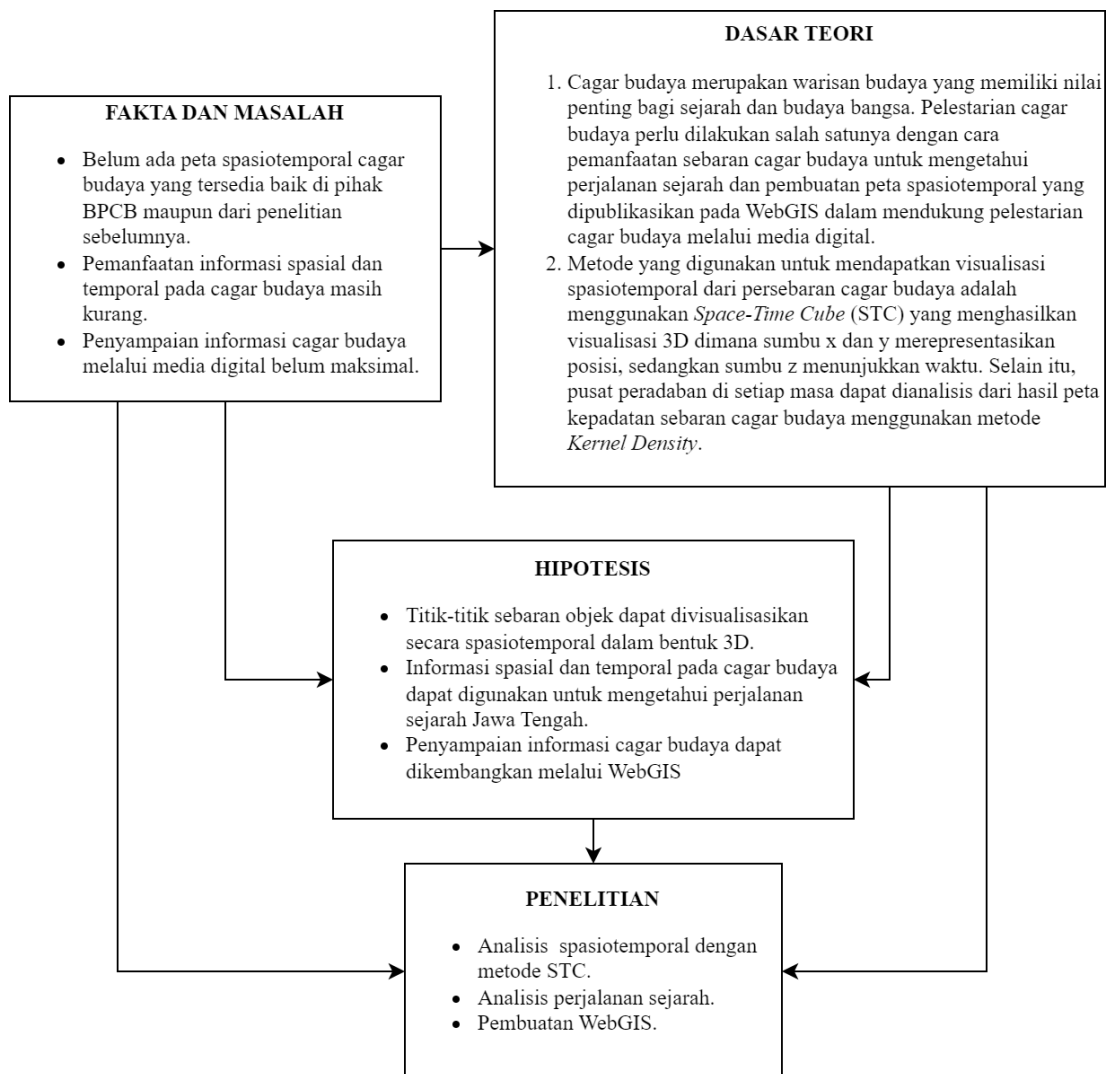 FAKTA DAN MASALAH
• Belum ada peta spasiotemporal cagar
budaya yang tersedia baik di pihak
BPCB maupun dari penelitian
sebelumnya.
• Pemanfaatan informasi spasial dan
temporal pada cagar budaya masih
kurang.
• Penyampaian informasi cagar budaya
melalui media digital belum maksimal.
DASAR TEORI
1. Cagar budaya merupakan warisan budaya yang memiliki nilai
penting bagi sejarah dan budaya bangsa. Pelestarian cagar
budaya perlu dilakukan salah satunya dengan cara
pemanfaatan sebaran cagar budaya untuk mengetahui
perjalanan sejarah dan pembuatan peta spasiotemporal yang
dipublikasikan pada WebGIS dalam mendukung pelestarian
cagar budaya melalui media digital.
2. Metode yang digunakan untuk mendapatkan visualisasi
spasiotemporal dari persebaran cagar budaya adalah
menggunakan Space-Time Cube (STC) yang menghasilkan
visualisasi 3D dimana sumbu x dan y merepresentasikan
posisi, sedangkan sumbu z menunjukkan waktu. Selain itu,
pusat peradaban di setiap masa dapat dianalisis dari hasil peta
kepadatan sebaran cagar budaya menggunakan metode
Kernel Density.
HIPOTESIS
• Titik-titik sebaran objek dapat divisualisasikan
secara spasiotemporal dalam bentuk 3D.
• Informasi spasial dan temporal pada cagar budaya
dapat digunakan untuk mengetahui perjalanan
sejarah Jawa Tengah.
• Penyampaian informasi cagar budaya dapat
dikembangkan melalui WebGIS
PENELITIAN
• Analisis spasiotemporal dengan
metode STC.
• Analisis perjalanan sejarah.
• Pembuatan WebGIS.